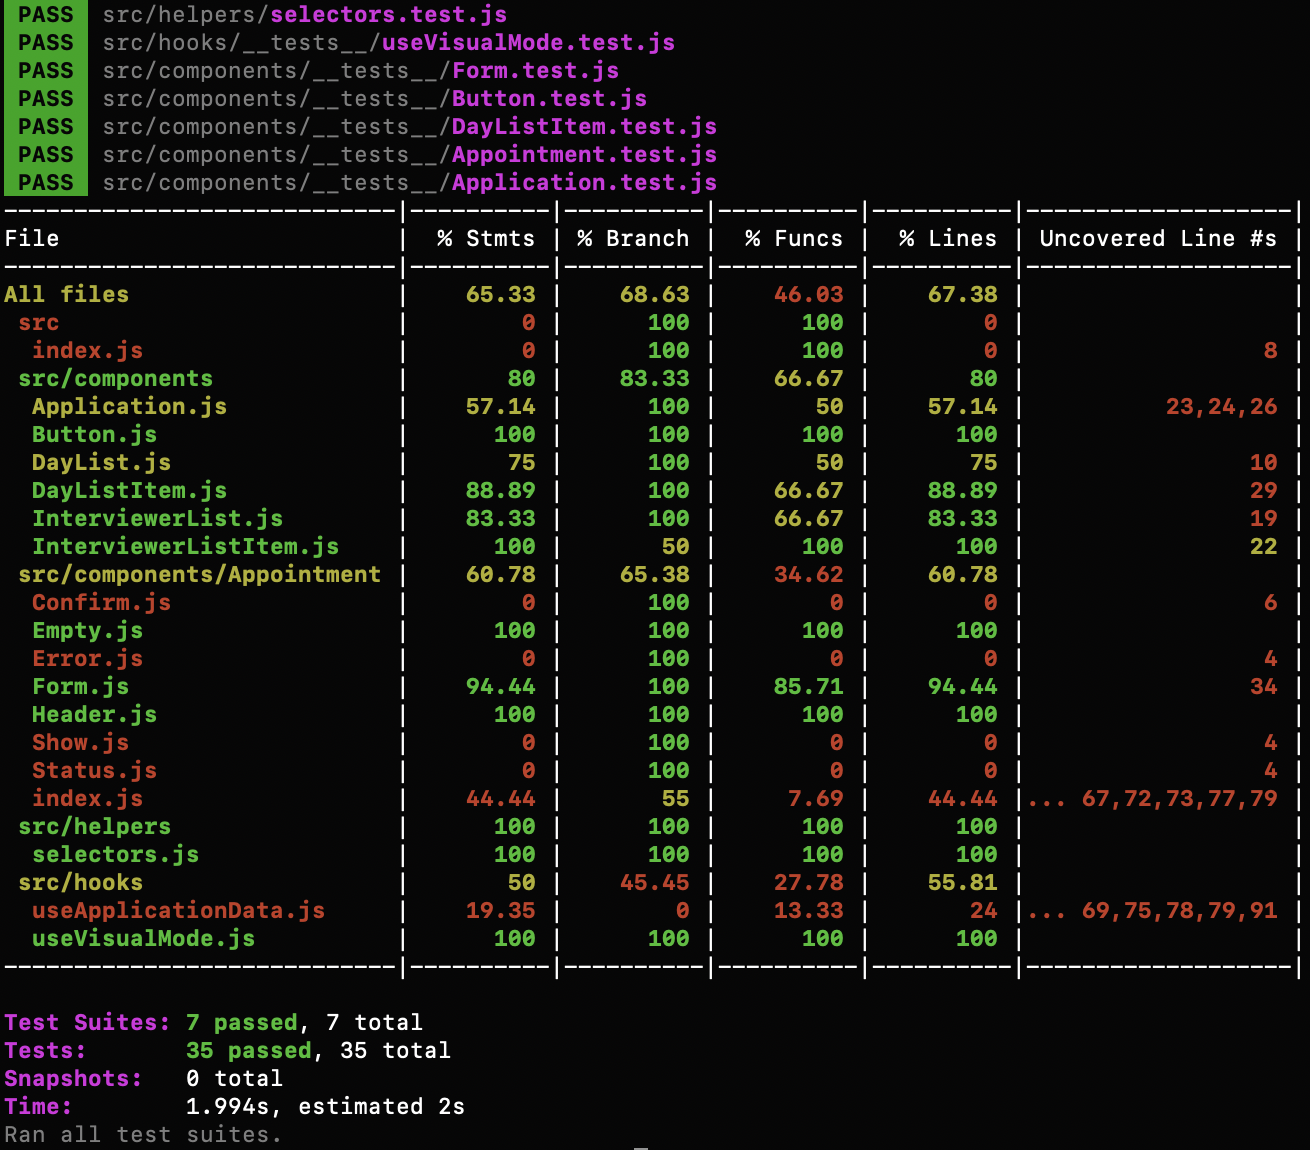 PASS src/helpers/selectors.test.js
PASS src/hooks/__tests__/useVisualMode.test.js
PASS src/components/__tests__/Form.test.js
PASS src/components/__tests__/Button.test.js
PASS src/components/__tests__/DayListItem.test.js
PASS src/components/__tests__/Appointment.test.js
PASS src/components/__tests__/Application.test.js
----------------------------|----------|----------|----------|----------|-------------------|
File                        |  % Stmts | % Branch |  % Funcs |  % Lines | Uncovered Line #s |
----------------------------|----------|----------|----------|----------|-------------------|
All files                   |    65.33 |    68.63 |    46.03 |    67.38 |                   |
 src                        |        0 |      100 |      100 |        0 |                   |
  index.js                  |        0 |      100 |      100 |        0 |                 8 |
 src/components             |       80 |    83.33 |    66.67 |       80 |                   |
  Application.js            |    57.14 |      100 |       50 |    57.14 |          23,24,26 |
  Button.js                 |      100 |      100 |      100 |      100 |                   |
  DayList.js                |       75 |      100 |       50 |       75 |                10 |
  DayListItem.js            |    88.89 |      100 |    66.67 |    88.89 |                29 |
  InterviewerList.js        |    83.33 |      100 |    66.67 |    83.33 |                19 |
  InterviewerListItem.js    |      100 |       50 |      100 |      100 |                22 |
 src/components/Appointment |    60.78 |    65.38 |    34.62 |    60.78 |                   |
  Confirm.js                |        0 |      100 |        0 |        0 |                 6 |
  Empty.js                  |      100 |      100 |      100 |      100 |                   |
  Error.js                  |        0 |      100 |        0 |        0 |                 4 |
  Form.js                   |    94.44 |      100 |    85.71 |    94.44 |                34 |
  Header.js                 |      100 |      100 |      100 |      100 |                   |
  Show.js                   |        0 |      100 |        0 |        0 |                 4 |
  Status.js                 |        0 |      100 |        0 |        0 |                 4 |
  index.js                  |    44.44 |       55 |     7.69 |    44.44 |... 67,72,73,77,79 |
 src/helpers                |      100 |      100 |      100 |      100 |                   |
  selectors.js              |      100 |      100 |      100 |      100 |                   |
 src/hooks                  |       50 |    45.45 |    27.78 |    55.81 |                   |
  useApplicationData.js     |    19.35 |        0 |    13.33 |       24 |... 69,75,78,79,91 |
  useVisualMode.js          |      100 |      100 |      100 |      100 |                   |
----------------------------|----------|----------|----------|----------|-------------------|
Test Suites: 7 passed, 7 total
Tests:       35 passed, 35 total
Snapshots:   0 total
Time:        1.994s, estimated 2s
Ran all test suites.